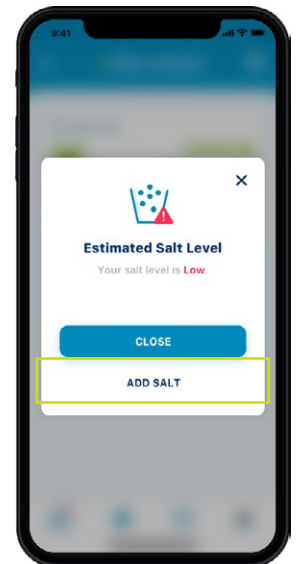 9:41
Estimated Salt Level
Your salt level is Low.
CLOSE
ADD SALT